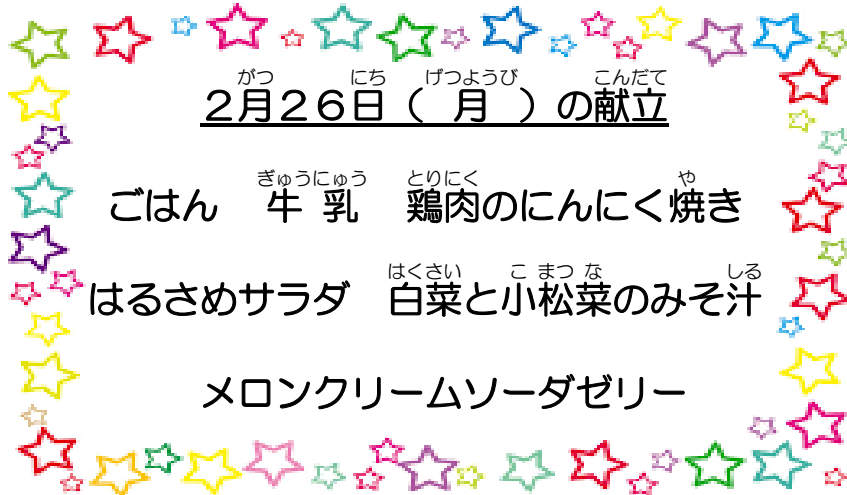 ２月２６日（ 月 ）の献立
ごはん　牛 乳　鶏肉のにんにく焼き
はるさめサラダ　白菜と小松菜のみそ汁
メロンクリームソーダゼリー